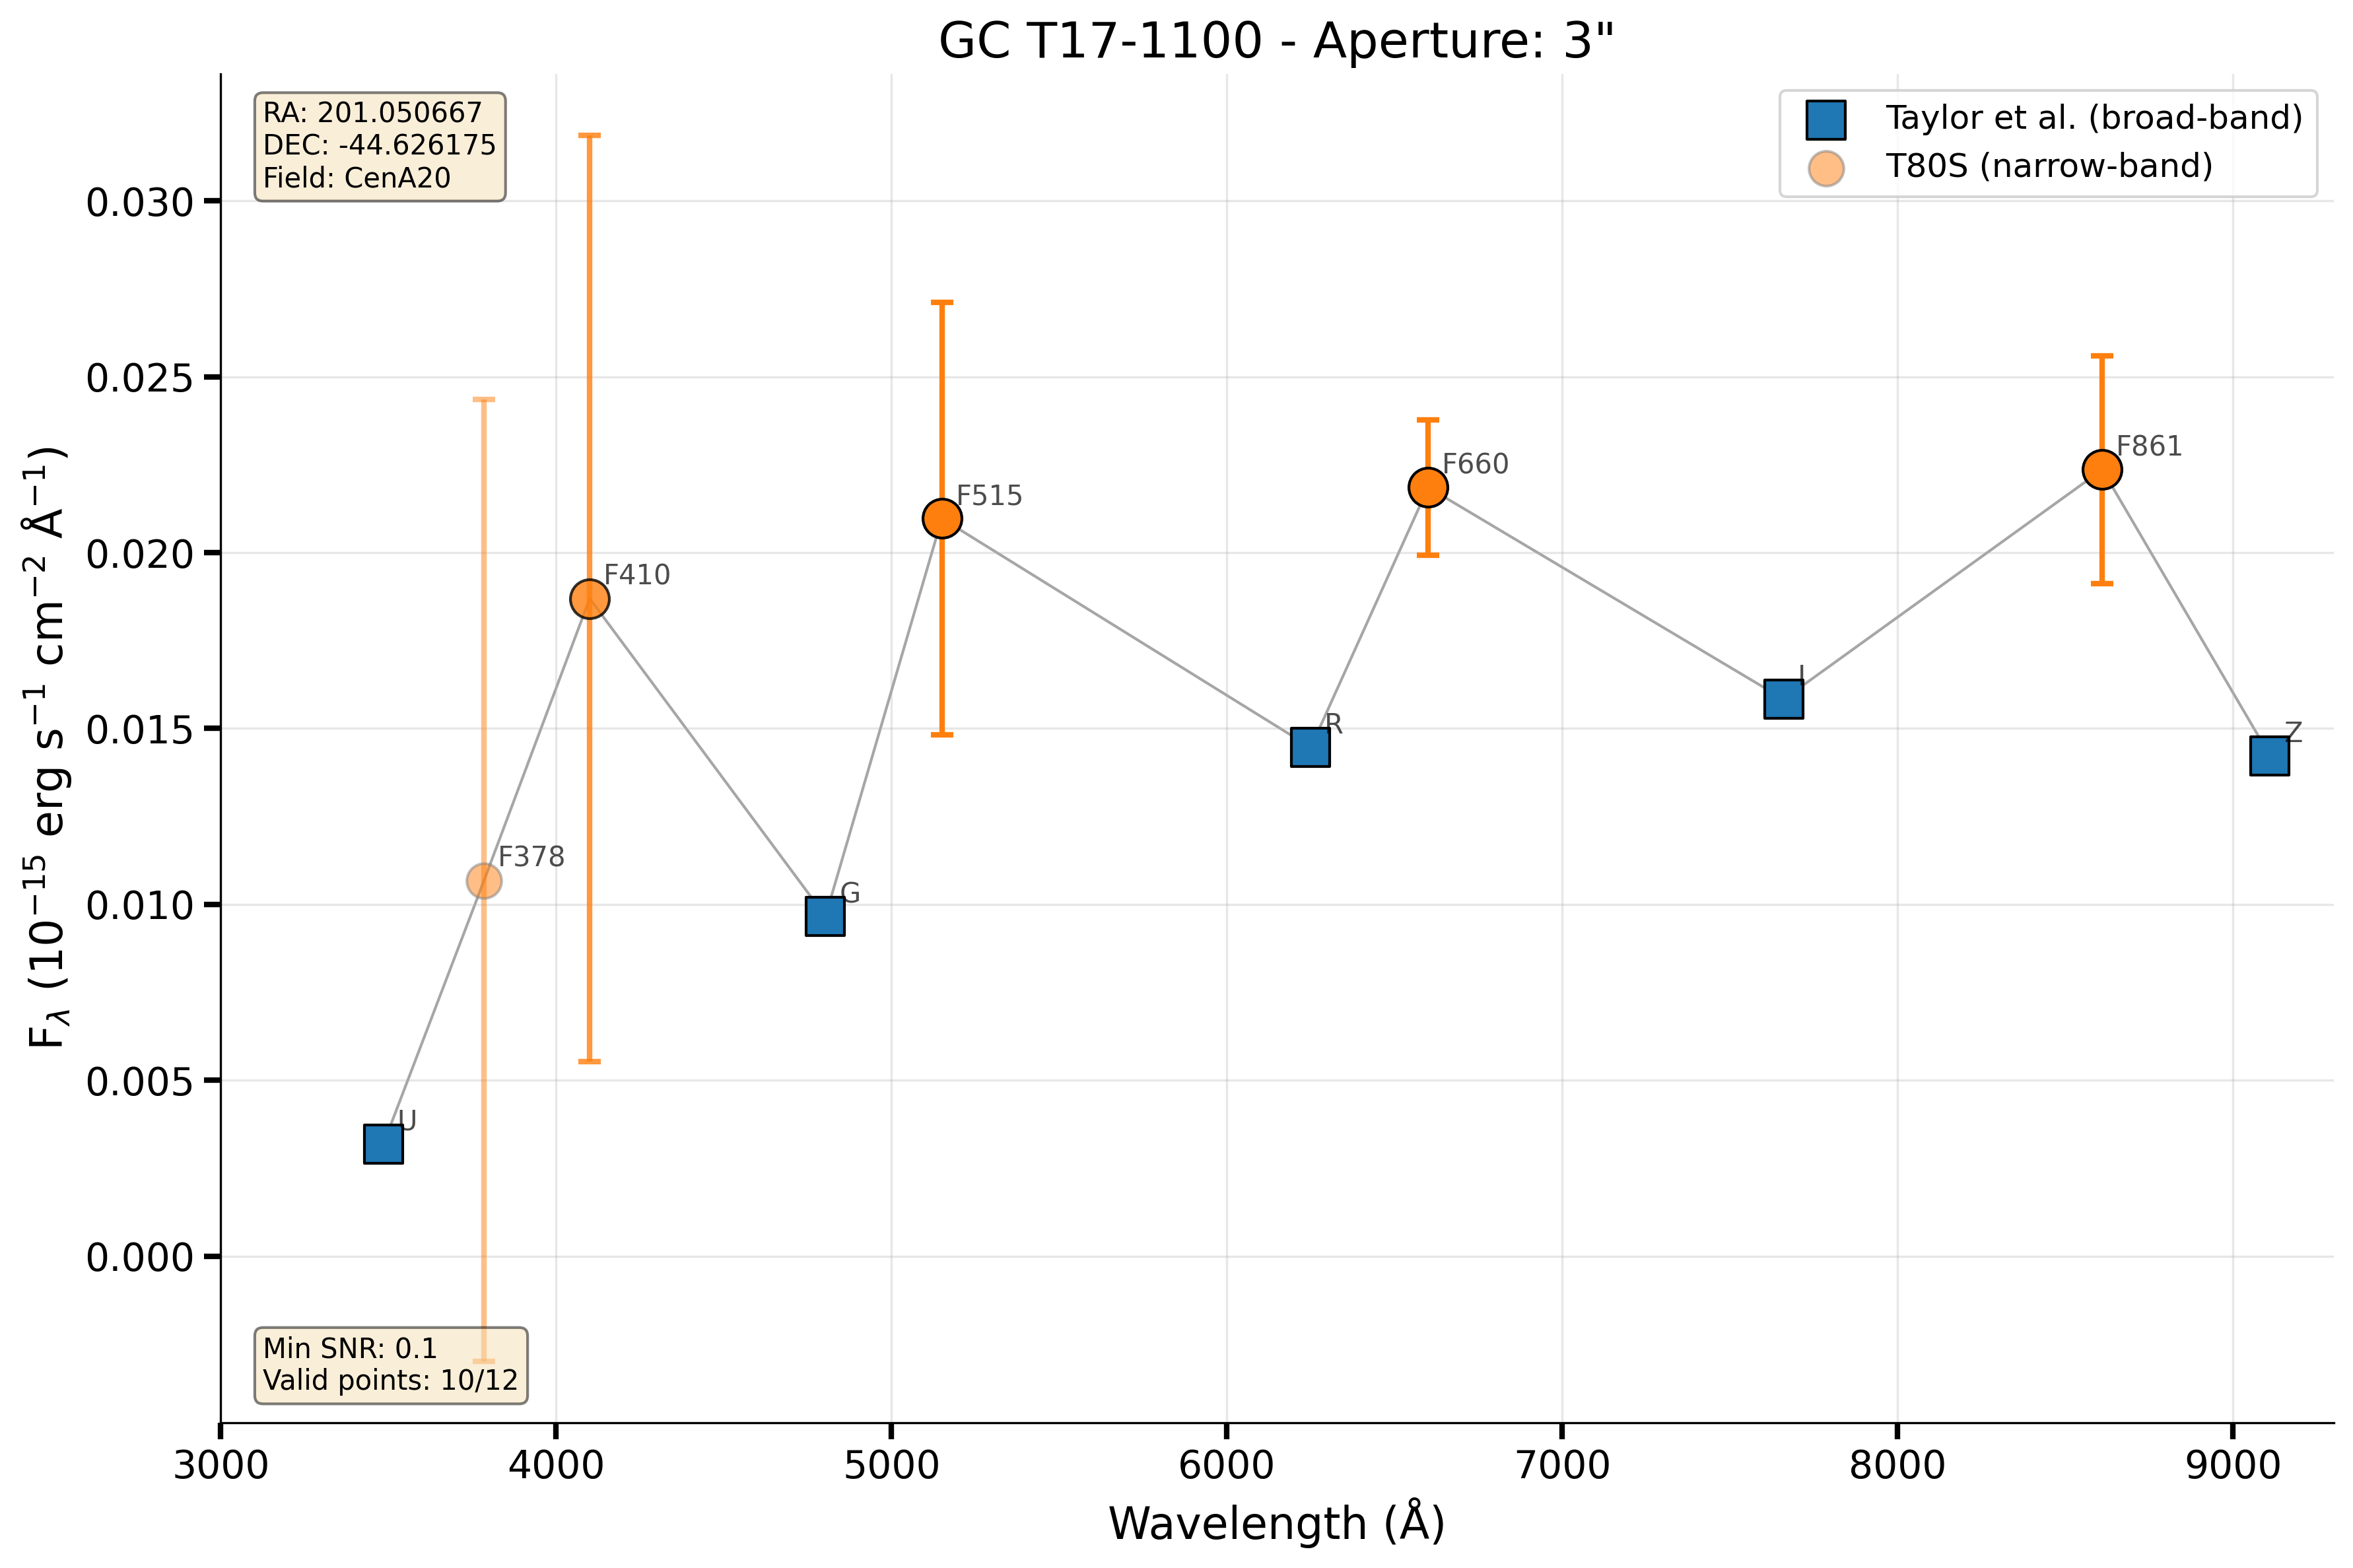 GC T17-1100 - Aperture: 3"
RA: 201.050667
DEC: -44.626175
Field: CenA20
Taylor et al. (broad-band)
T80S (narrow-band)
F$_λ$ (10$^{−15}$ erg s$^{−1}$ cm$^{−2}$ Å$^{−1}$)
0.030
0.025
0.020
0.015
0.010
0.005
0.000
U
F378
F410
G
F515
R
F660
I
F861
Z
Min SNR: 0.1
Valid points: 10/12
3000 4000 5000 6000 7000 8000 9000
Wavelength (Å)